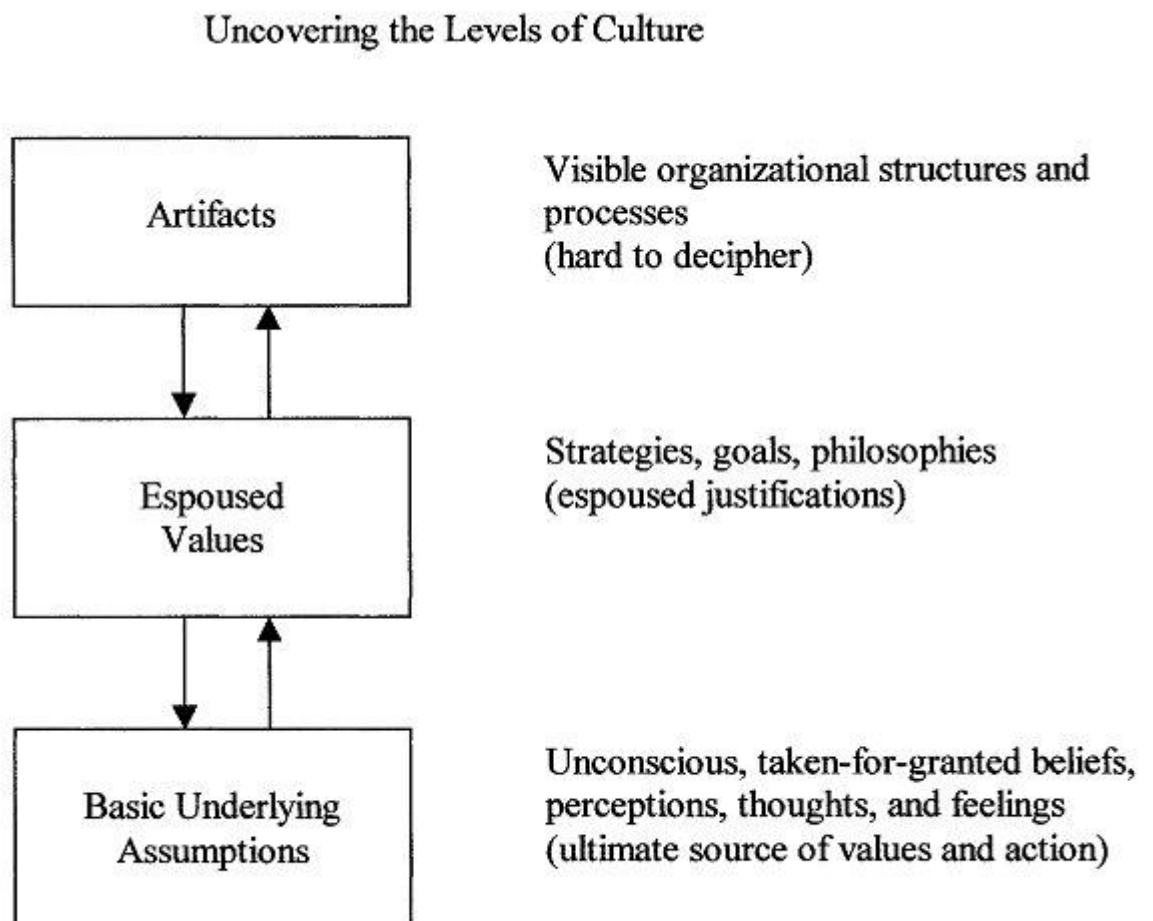 Uncovering the Levels of Culture
Artifacts
Visible organizational structures and
processes
(hard to decipher)
Espoused
Values
Strategies, goals, philosophies
(espoused justifications)
Basic Underlying
Assumptions
Unconscious, taken-for-granted beliefs,
perceptions, thoughts, and feelings
(ultimate source of values and action)